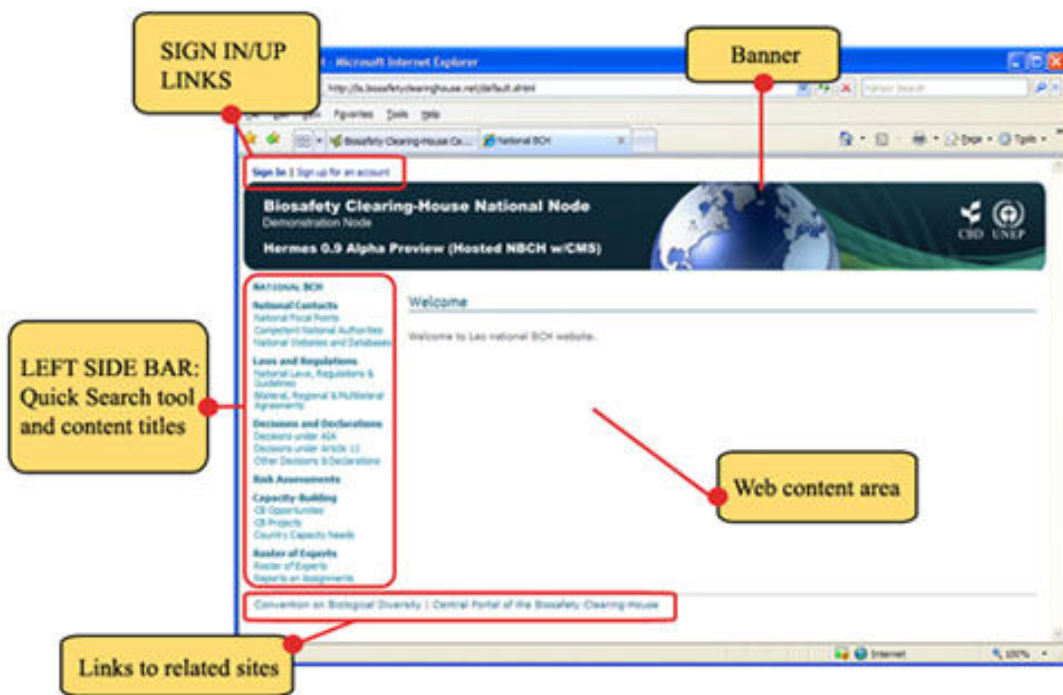 SIGN IN/UP
LINKS
Banner
- Microsoft Internet Explorer
Favorites Tools Help
Biosafety Clearing-House Ce...
National BCH
Page
Tools
Sign In | Sign up for an account
Biosafety Clearing-House National Node
Demonstration Node
Hermes 0.9 Alpha Preview (Hosted NBCH w/CMS)
CBD UNEP
NATIONAL BCH
National Contacts
National Focal Points
Competent National Authorities
National Websites and Databases
Laws and Regulations
National Laws, Regulations &
Guidelines
Bilateral, Regional & Multilateral
Agreements
Decisions and Declarations
Decisions under AIA
Decisions under Article 11
Other Decisions & Declarations
Risk Assessments
Capacity-Building
CB Opportunities
CB Projects
Country Capacity Needs
Roster of Experts
Roster of Experts
Reports on Assignments
Welcome
Welcome to Lao national BCH website.
LEFT SIDE BAR:
Quick Search tool
and content titles
Web content area
Convention on Biological Diversity | Central Portal of the Biosafety Clearing-House
Links to related sites
Internet
100%